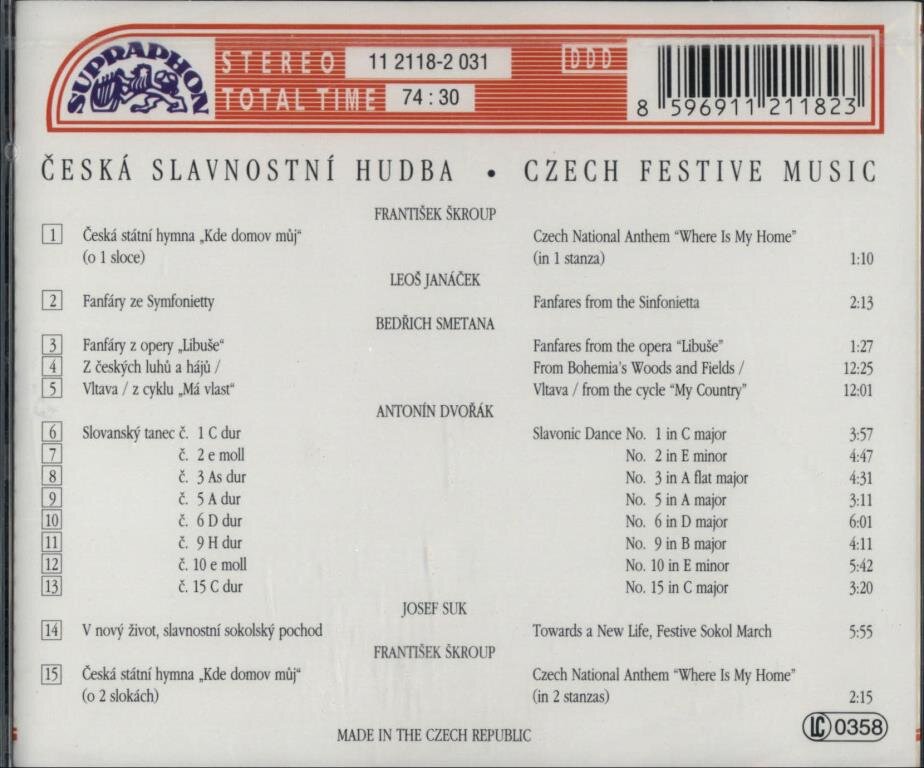 SUPRAPHON
STEREO 11 2118-2 031 DDD
TOTAL TIME 74 : 30
8 596911 211823
ČESKÁ SLAVNOSTNÍ HUDBA • CZECH FESTIVE MUSIC
FRANTIŠEK ŠKROUP
1 Česká státní hymna „Kde domov můj“ Czech National Anthem “Where Is My Home”
(o 1 sloce) (in 1 stanza) 1:10
LEOŠ JANÁČEK
2 Fanfáry ze Symfonietty Fanfares from the Sinfonietta 2:13
BEDŘICH SMETANA
3 Fanfáry z opery „Libuše“ Fanfares from the opera “Libuše” 1:27
4 Z českých luhů a hájů / From Bohemia's Woods and Fields / 12:25
5 Vltava / z cyklu „Má vlast“ Vltava / from the cycle “My Country” 12:01
ANTONÍN DVOŘÁK
6 Slovanský tanec č. 1 C dur Slavonic Dance No. 1 in C major 3:57
7 č. 2 e moll No. 2 in E minor 4:47
8 č. 3 As dur No. 3 in A flat major 4:31
9 č. 5 A dur No. 5 in A major 3:11
10 č. 6 D dur No. 6 in D major 6:01
11 č. 9 H dur No. 9 in B major 4:11
12 č. 10 e moll No. 10 in E minor 5:42
13 č. 15 C dur No. 15 in C major 3:20
JOSEF SUK
14 V nový život, slavnostní sokolský pochod Towards a New Life, Festive Sokol March 5:55
FRANTIŠEK ŠKROUP
15 Česká státní hymna „Kde domov můj“ Czech National Anthem “Where Is My Home”
(o 2 slokách) (in 2 stanzas) 2:15
MADE IN THE CZECH REPUBLIC
LC 0358